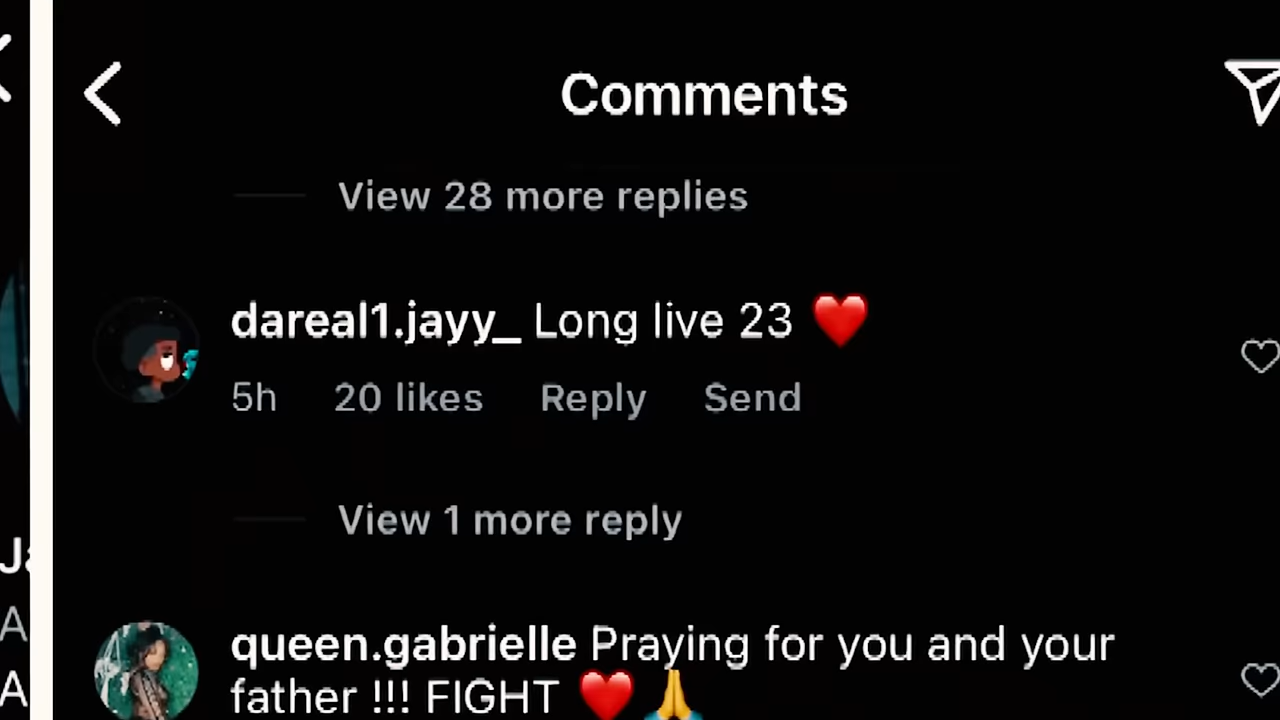 Comments
View 28 more replies
dareal1.jayy_ Long live 23 ❤️
5h 20 likes Reply Send
View 1 more reply
queen.gabrielle Praying for you and your
father !!! FIGHT ❤️🙏
J
A
A